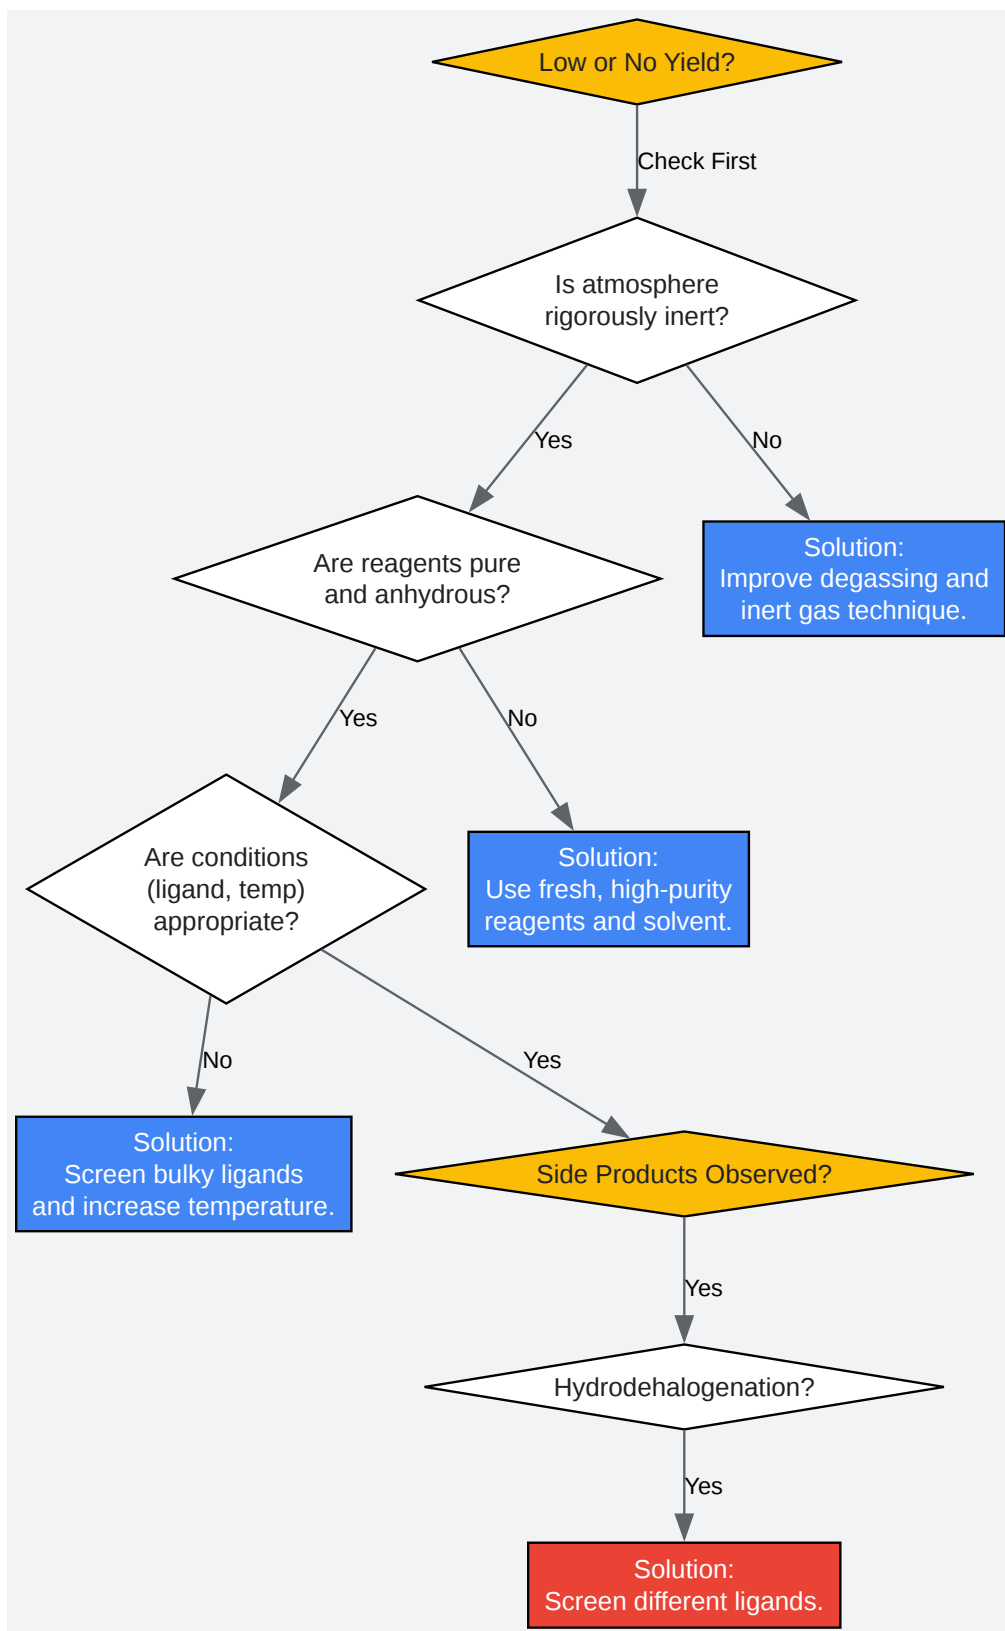 Low or No Yield?
Check First
Is atmosphere
rigorously inert?
Yes
No
Are reagents pure
and anhydrous?
Solution:
Improve degassing and
inert gas technique.
Yes
No
Are conditions
(ligand, temp)
appropriate?
Solution:
Use fresh, high-purity
reagents and solvent.
No
Yes
Solution:
Screen bulky ligands
and increase temperature.
Side Products Observed?
Yes
Hydrodehalogenation?
Yes
Solution:
Screen different ligands.